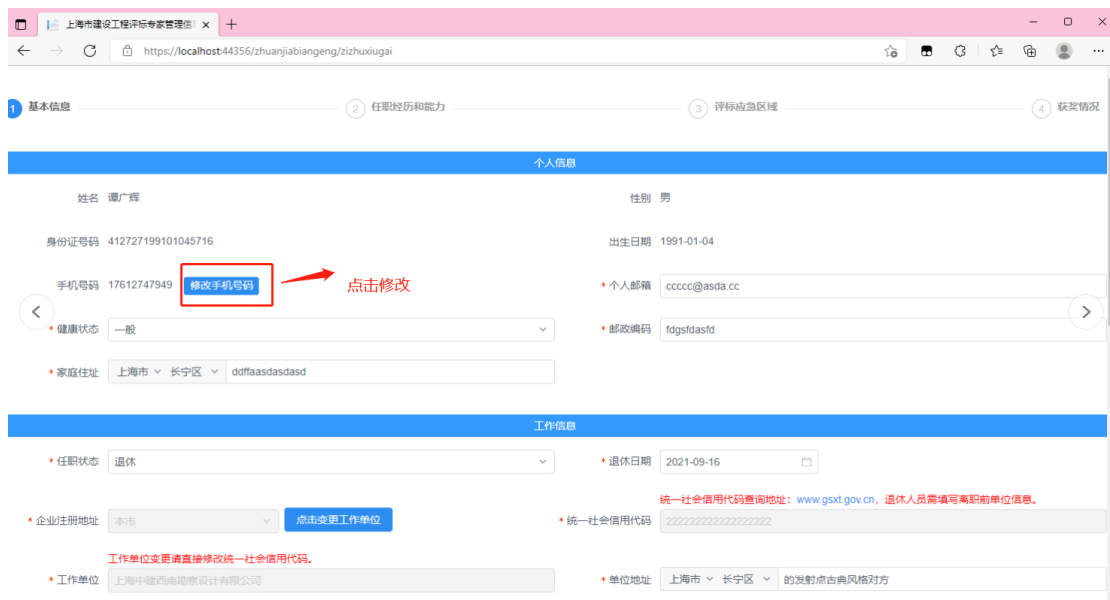 上海市建设工程评标专家管理信
https://localhost:44356/zhuanjiabiangeng/zizhuxiugai
1 基本信息 2 任职经历和能力 3 评标应急区域 4 获奖情况
个人信息
姓名 谭广辉 性别 男
身份证号码 412727199101045716 出生日期 1991-01-04
手机号码 17612747949 修改手机号码 点击修改 * 个人邮箱 ccccc@asda.cc
* 健康状态 一般 * 邮政编码 fdgsfdasfd
* 家庭住址 上海市 长宁区 ddffaasdasdasd
工作信息
* 任职状态 退休 * 退休日期 2021-09-16
统一社会信用代码查询地址：www.gsxt.gov.cn，退休人员需填写离职前单位信息。
* 企业注册地址 本市 点击变更工作单位 * 统一社会信用代码 222222222222222222
工作单位变更请直接修改统一社会信用代码。
* 工作单位 上海中建西南勘察设计有限公司 * 单位地址 上海市 长宁区 的发射点古典风格对方